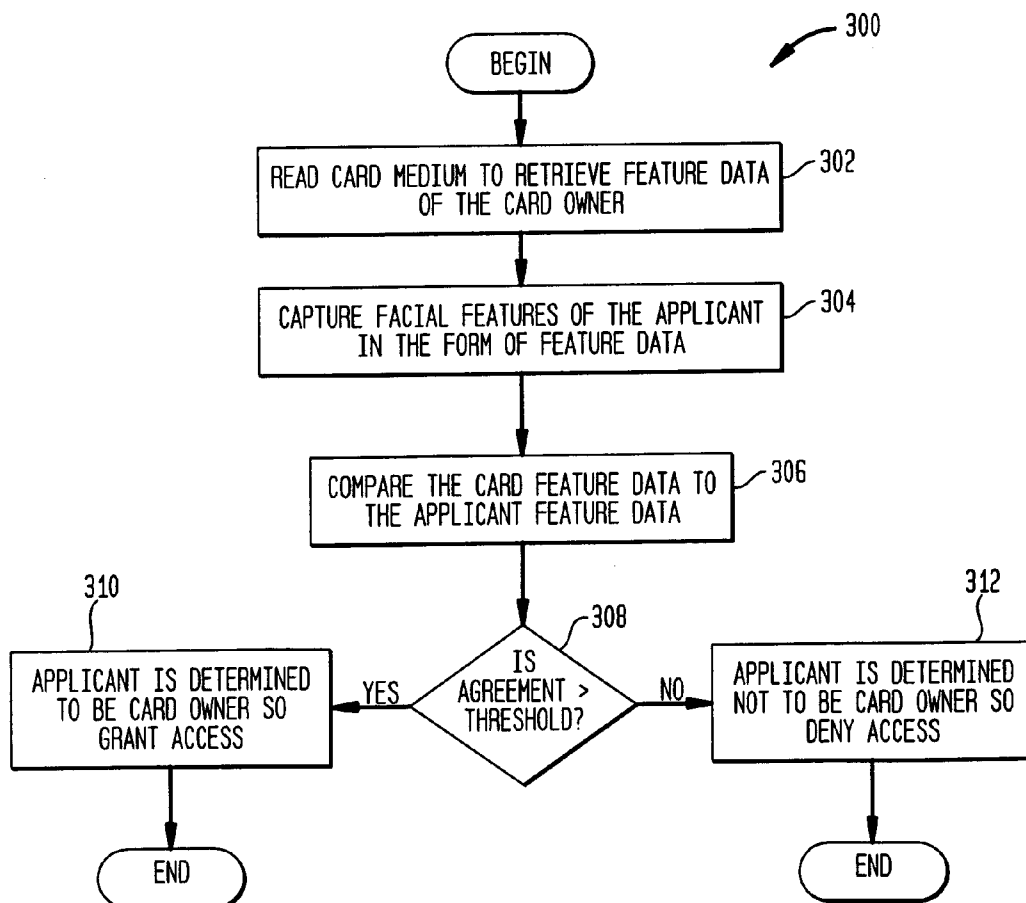 300
BEGIN
READ CARD MEDIUM TO RETRIEVE FEATURE DATA
OF THE CARD OWNER
302
CAPTURE FACIAL FEATURES OF THE APPLICANT
IN THE FORM OF FEATURE DATA
304
COMPARE THE CARD FEATURE DATA TO
THE APPLICANT FEATURE DATA
306
308
IS
AGREEMENT >
THRESHOLD?
YES
NO
310
APPLICANT IS DETERMINED
TO BE CARD OWNER SO
GRANT ACCESS
END
312
APPLICANT IS DETERMINED
NOT TO BE CARD OWNER SO
DENY ACCESS
END